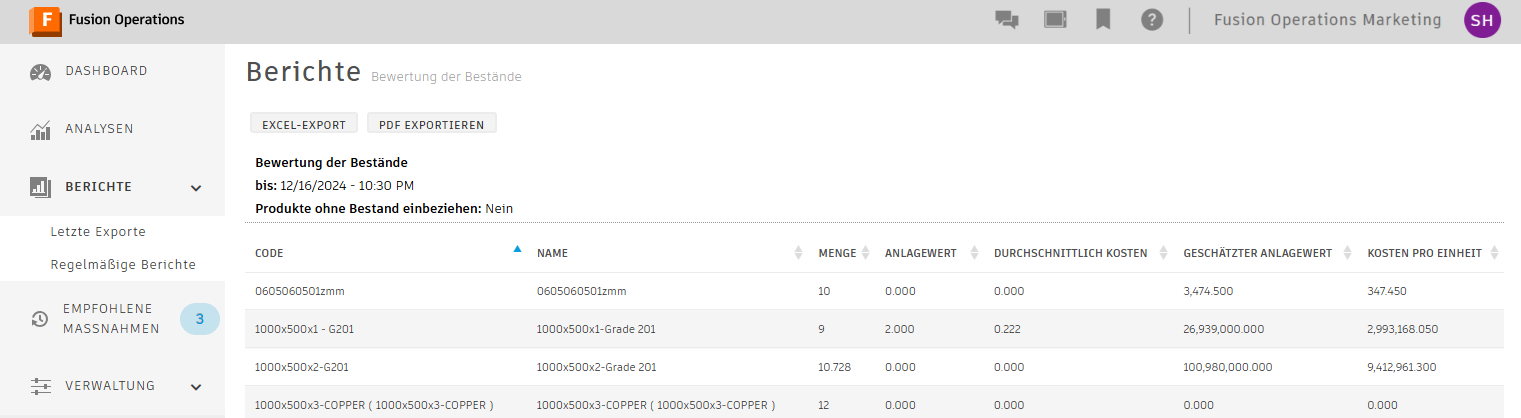 F Fusion Operations
Fusion Operations Marketing SH
DASHBOARD
ANALYSEN
BERICHTE
Letzte Exporte
Regelmäßige Berichte
EMPFOHLENE
MASSNAHMEN 3
VERWALTUNG
Berichte Bewertung der Bestände
EXCEL-EXPORT PDF EXPORTIEREN
Bewertung der Bestände
bis: 12/16/2024 - 10:30 PM
Produkte ohne Bestand einbeziehen: Nein
CODE NAME MENGE ANLAGEWERT DURCHSCHNITTLICH KOSTEN GESCHÄTZTER ANLAGEWERT KOSTEN PRO EINHEIT
0605060501zmm 0605060501zmm 10 0.000 0.000 3,474.500 347.450
1000x500x1 - G201 1000x500x1-Grade 201 9 2.000 0.222 26,939,000.000 2,993,168.050
1000x500x2-G201 1000x500x2-Grade 201 10.728 0.000 0.000 100,980,000.000 9,412,961.300
1000x500x3-COPPER ( 1000x500x3-COPPER ) 1000x500x3-COPPER ( 1000x500x3-COPPER ) 12 0.000 0.000 0.000 0.000